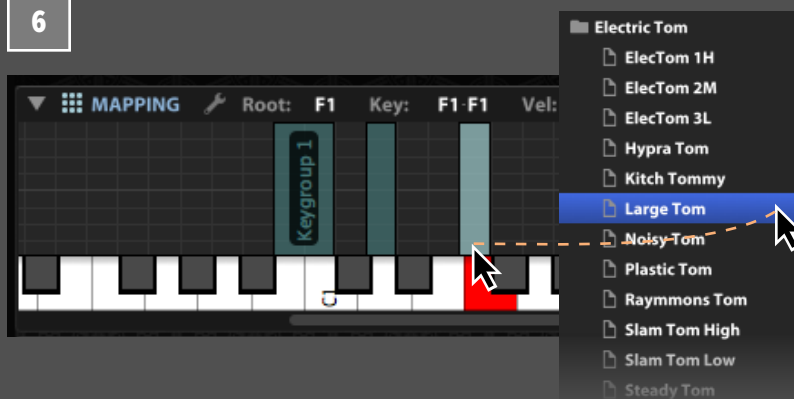 6
MAPPING Root: F1 Key: F1-F1 Vel:
Keygroup 1
C1
Electric Tom
ElecTom 1H
ElecTom 2M
ElecTom 3L
Hypra Tom
Kitch Tommy
Large Tom
Noisy Tom
Plastic Tom
Raymmons Tom
Slam Tom High
Slam Tom Low
Steady Tom